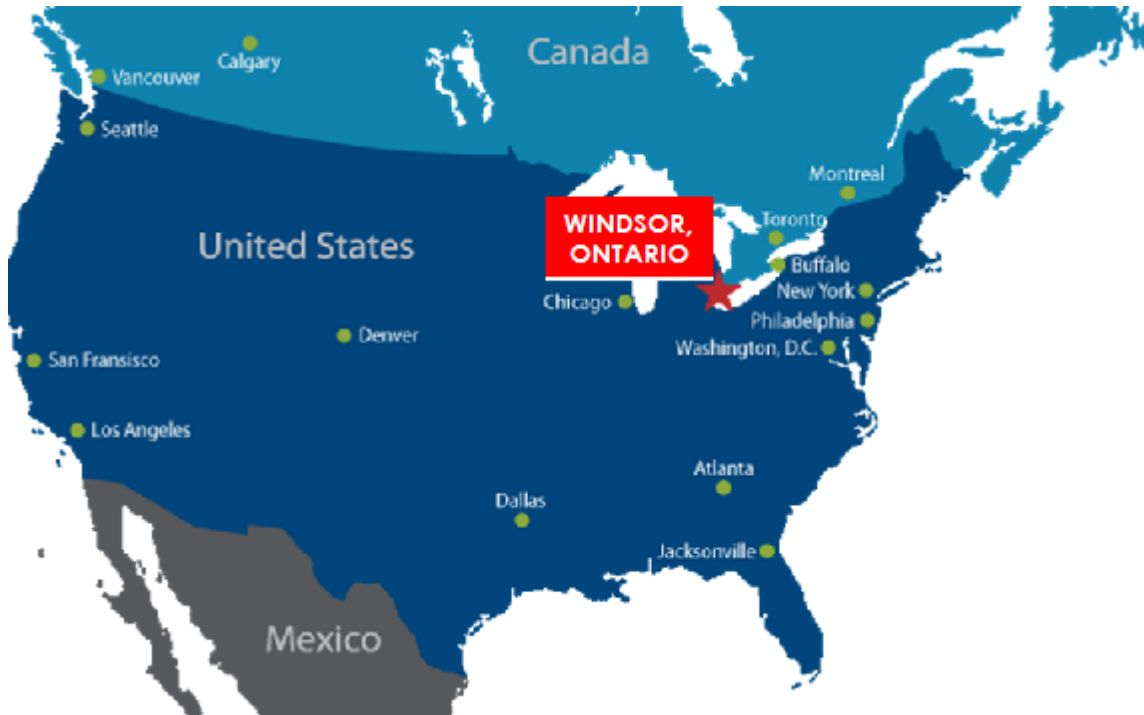 Canada
Calgary
Vancouver
Seattle
Montreal
WINDSOR,
ONTARIO
Toronto
United States
Buffalo
New York
Chicago
Philadelphia
Denver
Washington, D.C.
San Fransisco
Los Angeles
Atlanta
Dallas
Jacksonville
Mexico